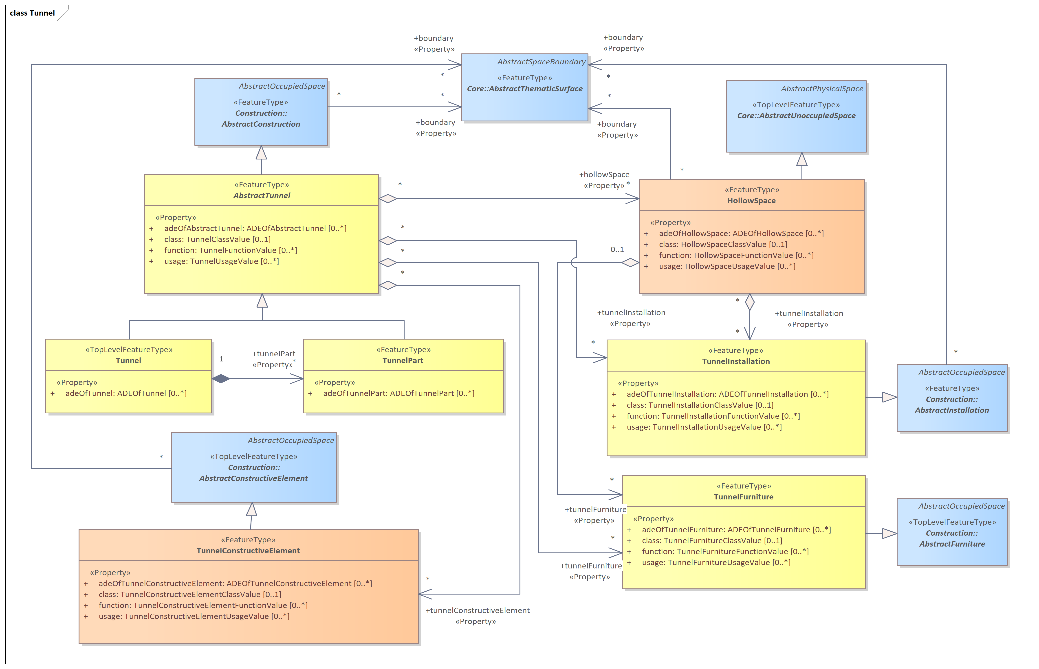 class Tunnel
+boundary
«Property»
*
+boundary
«Property»
*
AbstractSpaceBoundary
«FeatureType»
Core::AbstractThematicSurface
AbstractOccupiedSpace
«FeatureType»
Construction::
AbstractConstruction
*
*
+boundary
«Property»
*
+boundary
«Property»
*
AbstractPhysicalSpace
«TopLevelFeatureType»
Core::AbstractUnoccupiedSpace
«FeatureType»
AbstractTunnel
«Property»
+ adeOfAbstractTunnel: ADEOfAbstractTunnel [0..*]
+ class: TunnelClassValue [0..1]
+ function: TunnelFunctionValue [0..*]
+ usage: TunnelUsageValue [0..*]
*
+hollowSpace
«Property» *
*
*
*
«FeatureType»
HollowSpace
«Property»
+ adeOfHollowSpace: ADEOfHollowSpace [0..*]
+ class: HollowSpaceClassValue [0..1]
+ function: HollowSpaceFunctionValue [0..*]
+ usage: HollowSpaceUsageValue [0..*]
0..1
*
+tunnelInstallation
«Property»
*
+tunnelInstallation
«Property»
*
«TopLevelFeatureType»
Tunnel
«Property»
+ adeOfTunnel: ADEOfTunnel [0..*]
1
+tunnelPart
«Property»
*
«FeatureType»
TunnelPart
«Property»
+ adeOfTunnelPart: ADEOfTunnelPart [0..*]
«FeatureType»
TunnelInstallation
«Property»
+ adeOfTunnelInstallation: ADEOfTunnelInstallation [0..*]
+ class: TunnelInstallationClassValue [0..1]
+ function: TunnelInstallationFunctionValue [0..*]
+ usage: TunnelInstallationUsageValue [0..*]
*
AbstractOccupiedSpace
«FeatureType»
Construction::
AbstractInstallation
*
AbstractOccupiedSpace
«TopLevelFeatureType»
Construction::
AbstractConstructiveElement
*
+tunnelFurniture
«Property»
*
+tunnelFurniture
«Property»
«FeatureType»
TunnelFurniture
«Property»
+ adeOfTunnelFurniture: ADEOfTunnelFurniture [0..*]
+ class: TunnelFurnitureClassValue [0..1]
+ function: TunnelFurnitureFunctionValue [0..*]
+ usage: TunnelFurnitureUsageValue [0..*]
AbstractOccupiedSpace
«TopLevelFeatureType»
Construction::
AbstractFurniture
«FeatureType»
TunnelConstructiveElement
«Property»
+ adeOfTunnelConstructiveElement: ADEOfTunnelConstructiveElement [0..*]
+ class: TunnelConstructiveElementClassValue [0..1]
+ function: TunnelConstructiveElementFunctionValue [0..*]
+ usage: TunnelConstructiveElementUsageValue [0..*]
*
+tunnelConstructiveElement
«Property»